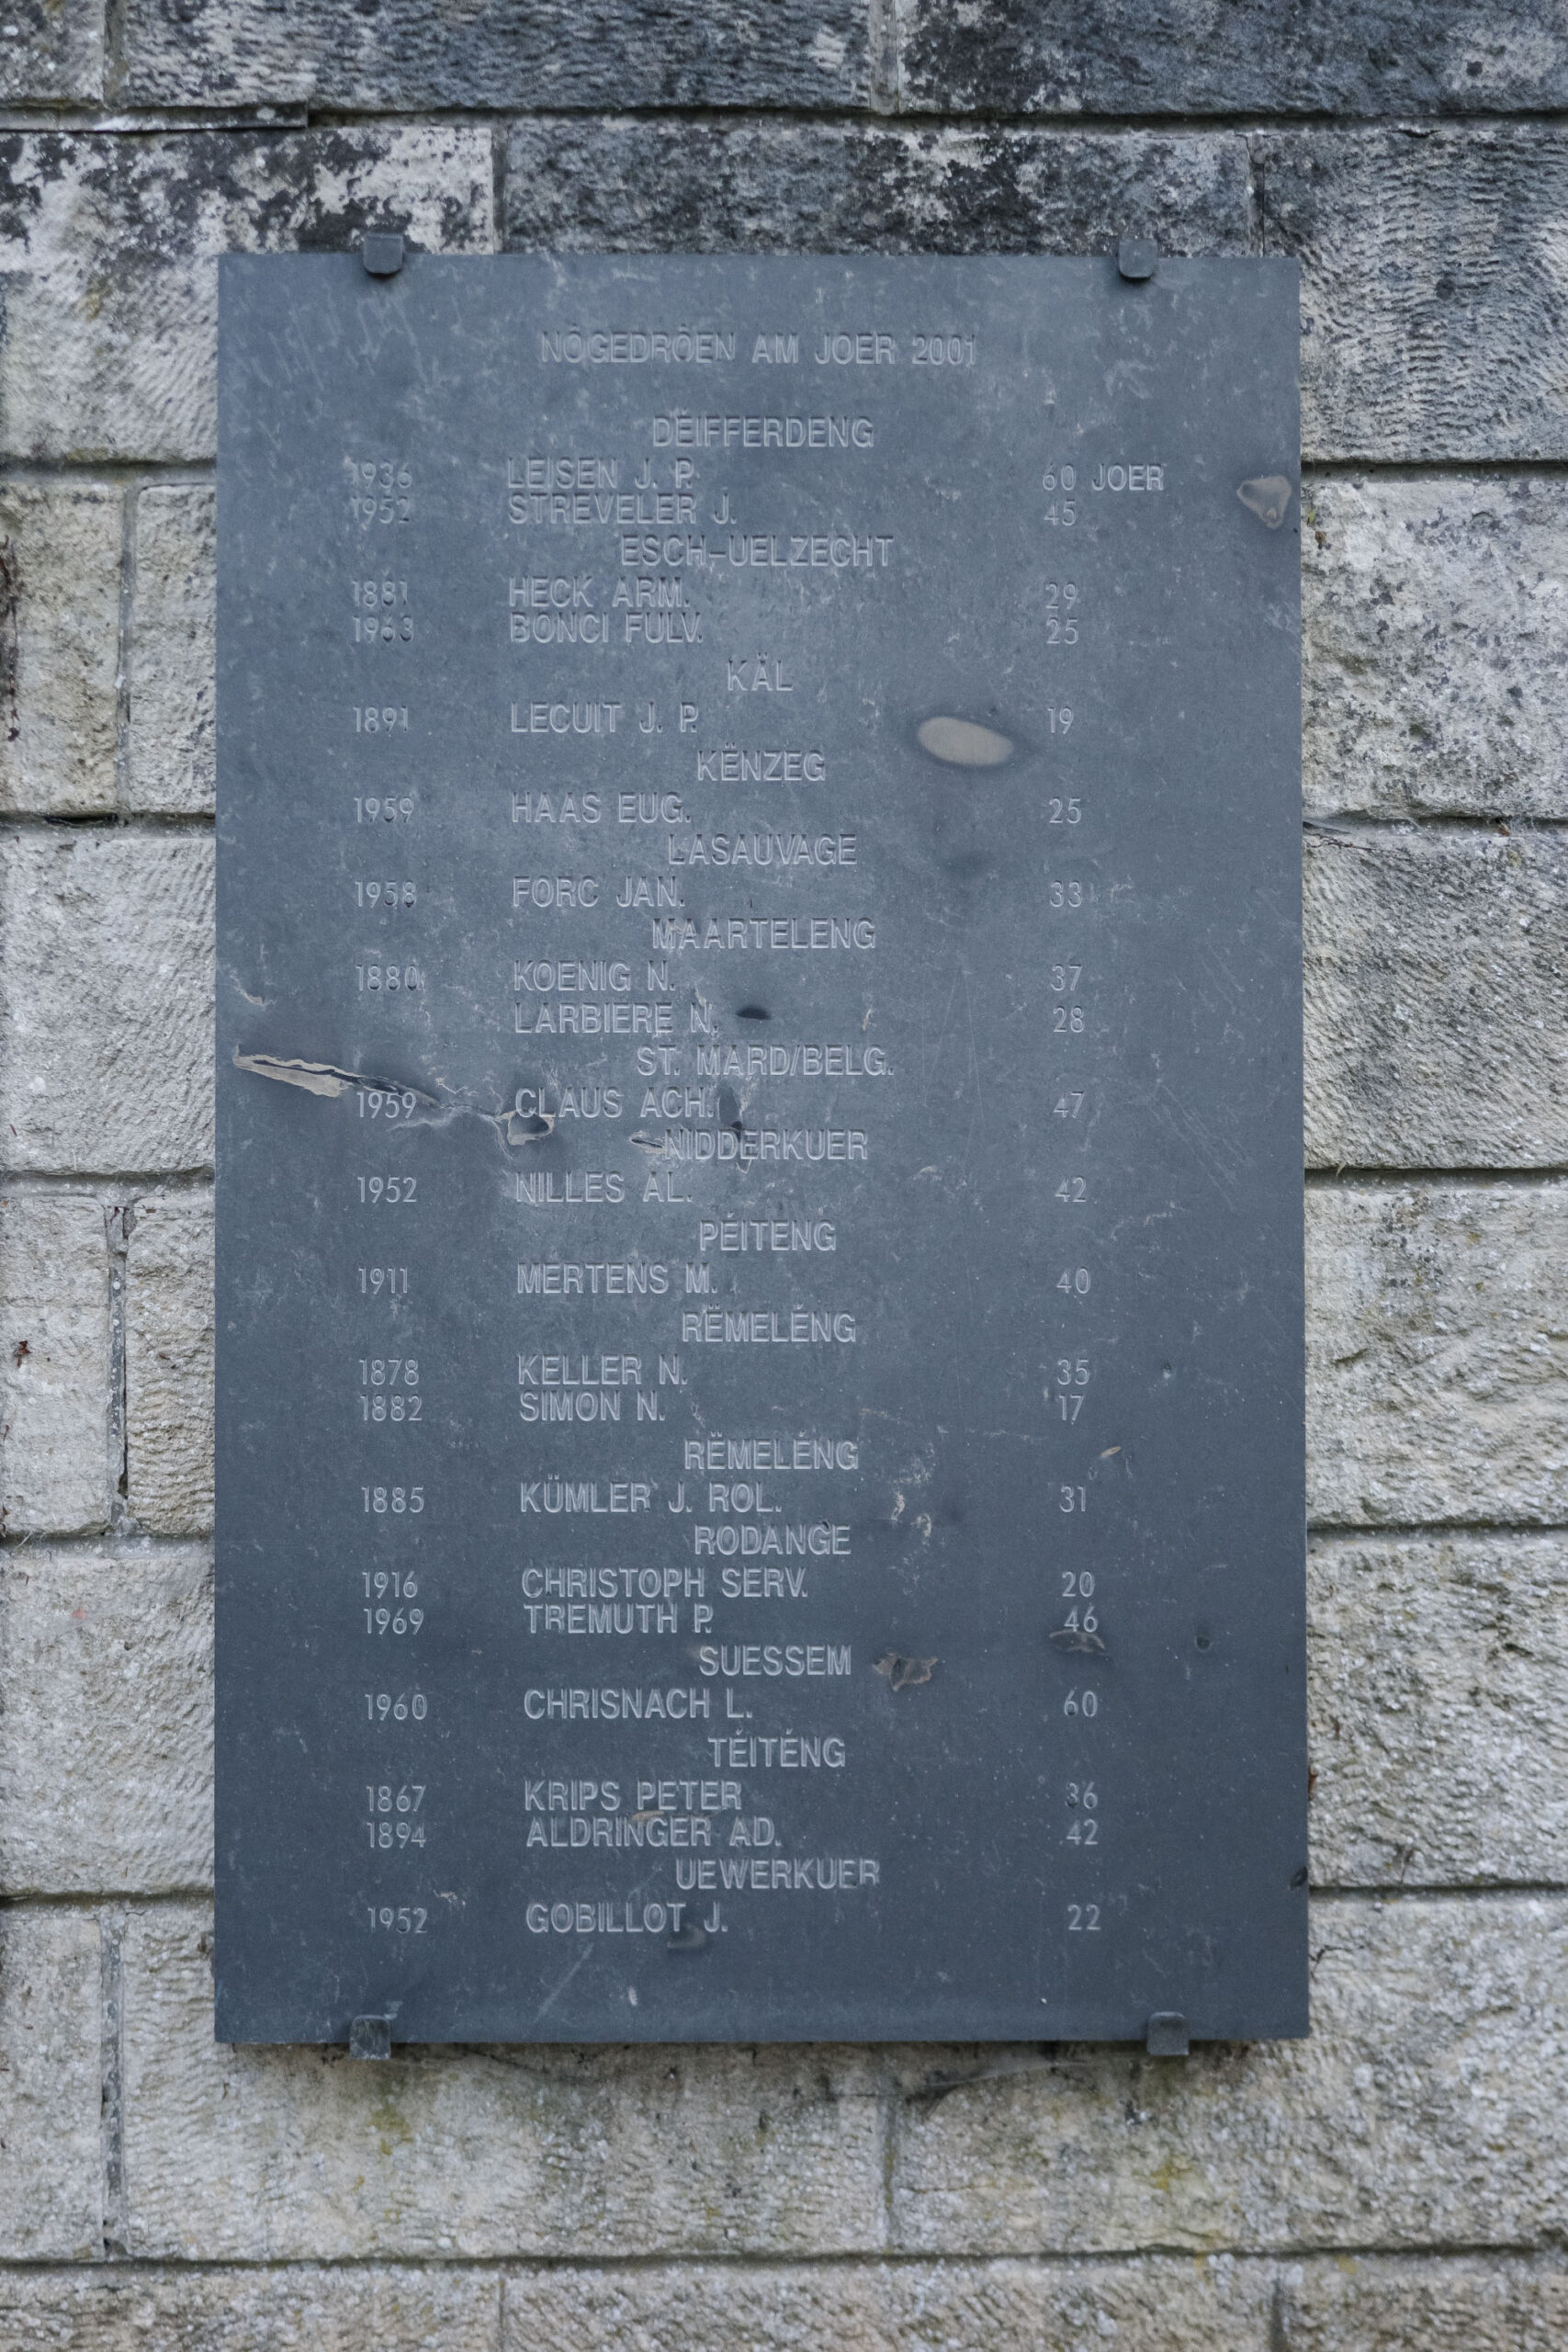 NOGEDROEN AM JOER 2001
DÉIFFERDENG
1936 LEISEN J. P. 60 JOER
1952 STREVELER J. 45
ESCH-UELZECHT
1881 HECK ARM. 29
1963 BONCI FULV. 25
KÄL
1891 LECUIT J. P. 19
KËNZEG
1959 HAAS EUG. 25
LASAUVAGE
1958 FORC JAN. 33
MAARTELENG
1880 KOENIG N. 37
LARBIERE N. 28
ST. MARD/BELG.
1959 CLAUS ACH. 47
NIDDERKUER
1952 NILLES AL. 42
PÉITENG
1911 MERTENS M. 40
RËMELÉNG
1878 KELLER N. 35
1882 SIMON N. 17
RËMELÉNG
1885 KÜMLER J. ROL. 31
RODANGE
1916 CHRISTOPH SERV. 20
1969 TREMUTH P. 46
SUESSEM
1960 CHRISNACH L. 60
TÉITÉNG
1867 KRIPS PETER 36
1894 ALDRINGER AD. 42
UEWERKUER
1952 GOBILLOT J. 22